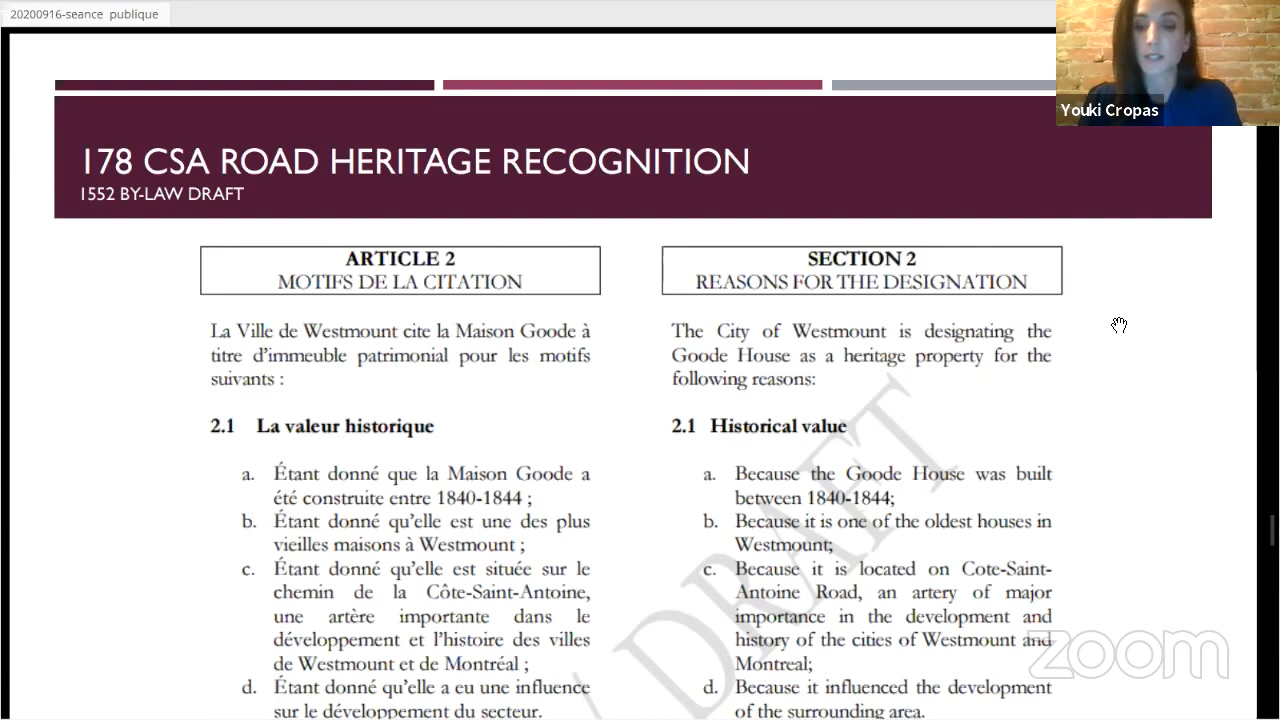 20200916-seance publique
Youki Cropas
178 CSA ROAD HERITAGE RECOGNITION
1552 BY-LAW DRAFT
ARTICLE 2
MOTIFS DE LA CITATION
La Ville de Westmount cite la Maison Goode à
titre d'immeuble patrimonial pour les motifs
suivants :
2.1 La valeur historique
a. Étant donné que la Maison Goode a
été construite entre 1840-1844 ;
b. Étant donné qu'elle est une des plus
vieilles maisons à Westmount ;
c. Étant donné qu'elle est située sur le
chemin de la Côte-Saint-Antoine,
une artère importante dans le
développement et l'histoire des villes
de Westmount et de Montréal ;
d. Étant donné qu'elle a eu une influence
sur le développement du secteur.
SECTION 2
REASONS FOR THE DESIGNATION
The City of Westmount is designating the
Goode House as a heritage property for the
following reasons:
2.1 Historical value
a. Because the Goode House was built
between 1840-1844;
b. Because it is one of the oldest houses in
Westmount;
c. Because it is located on Cote-Saint-
Antoine Road, an artery of major
importance in the development and
history of the cities of Westmount and
Montreal;
d. Because it influenced the development
of the surrounding area.
/ DRAFT
zoom